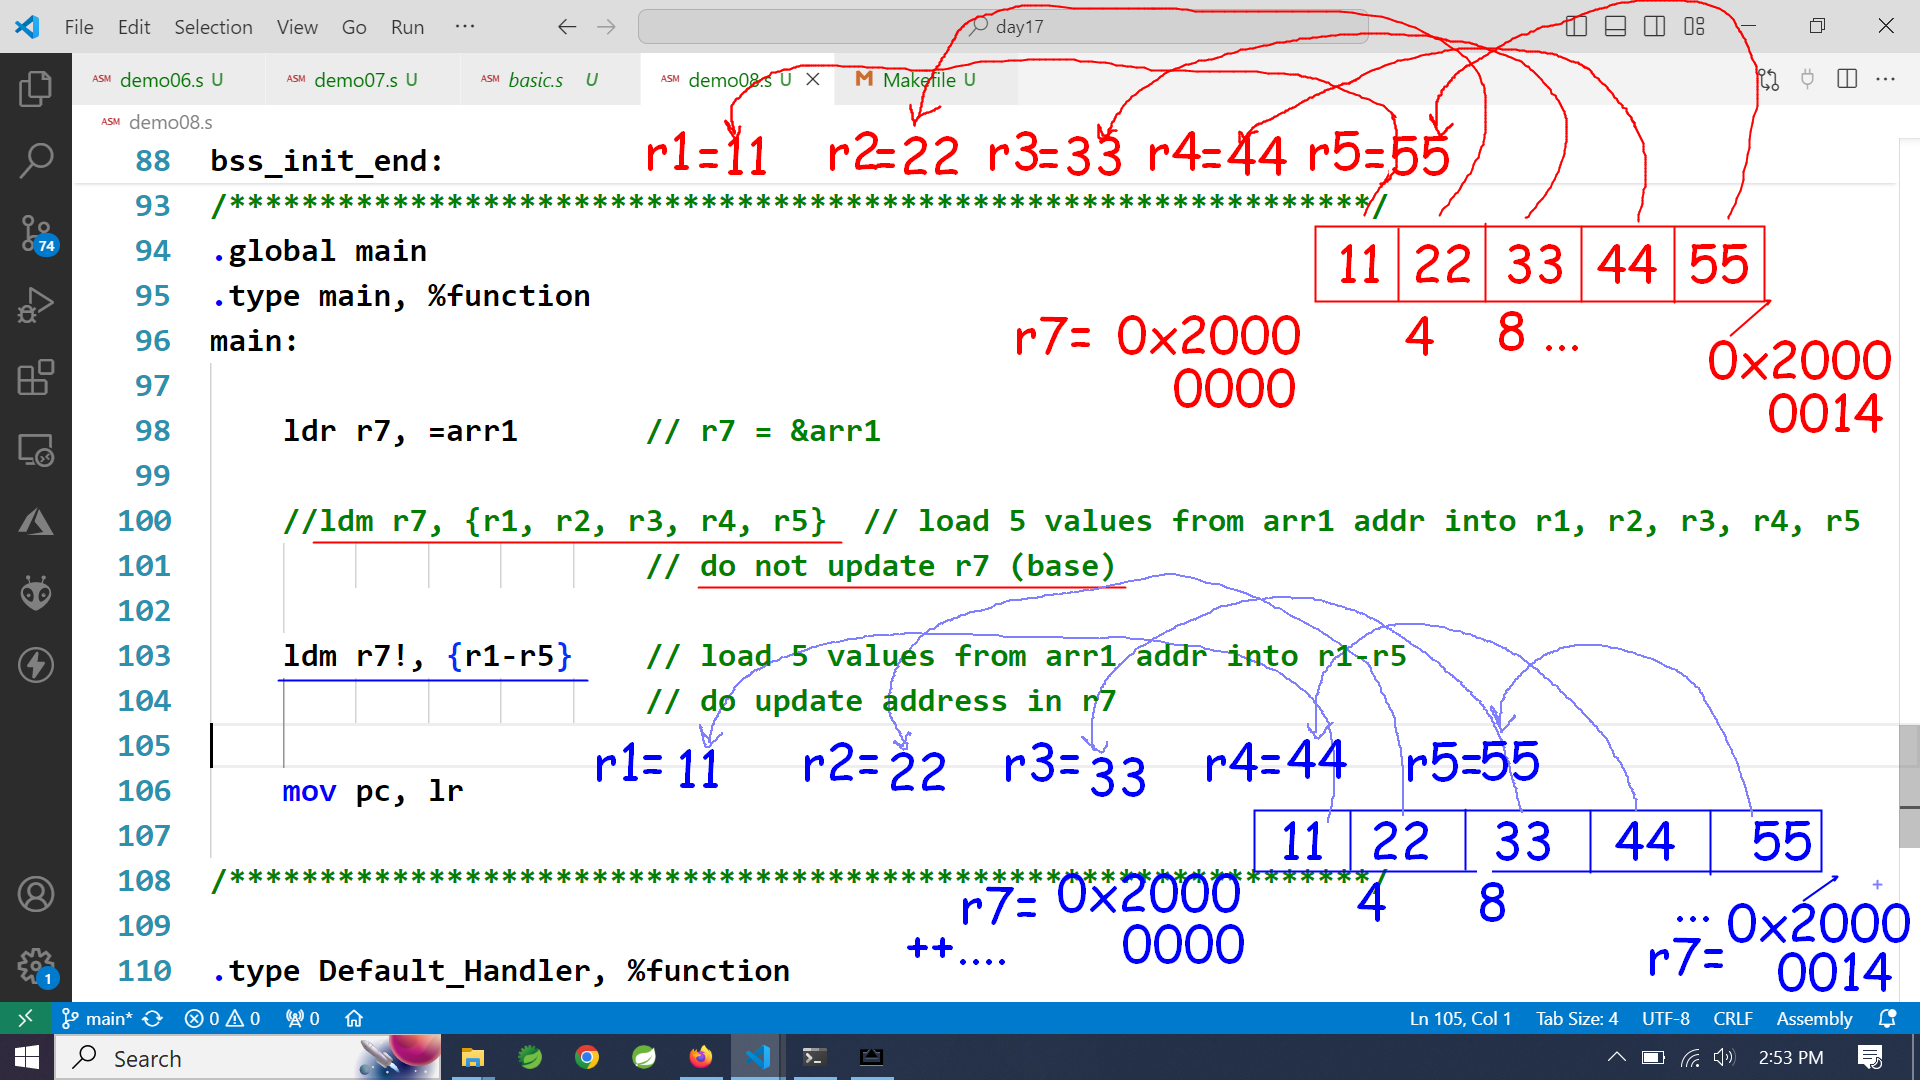 File Edit Selection View Go Run ... day17
ASM demo06.s U ASM demo07.s U ASM basic.s U ASM demo08.s U M Makefile U
ASM demo08.s
r1=11 r2=22 r3=33 r4=44 r5=55
88 bss_init_end:
93 /***************************************************************/
94 .global main
11 22 33 44 55
95 .type main, %function
96 main:
r7= 0x2000 4 8 ...
0000
0x2000
0014
97
98 ldr r7, =arr1 // r7 = &arr1
99
100 //ldm r7, {r1, r2, r3, r4, r5} // load 5 values from arr1 addr into r1, r2, r3, r4, r5
101 // do not update r7 (base)
102
103 ldm r7!, {r1-r5} // load 5 values from arr1 addr into r1-r5
104 // do update address in r7
105
r1= 11 r2= 22 r3= 33 r4=44 r5=55
106 mov pc, lr
107
11 22 33 44 55
108 /***************************************************************/
r7= 0x2000 4 8 ... 0x2000
109
++.... 0000 r7= 0014
110 .type Default_Handler, %function
74
1
main* 0 0 0 Ln 105, Col 1 Tab Size: 4 UTF-8 CRLF Assembly
Search 2:53 PM